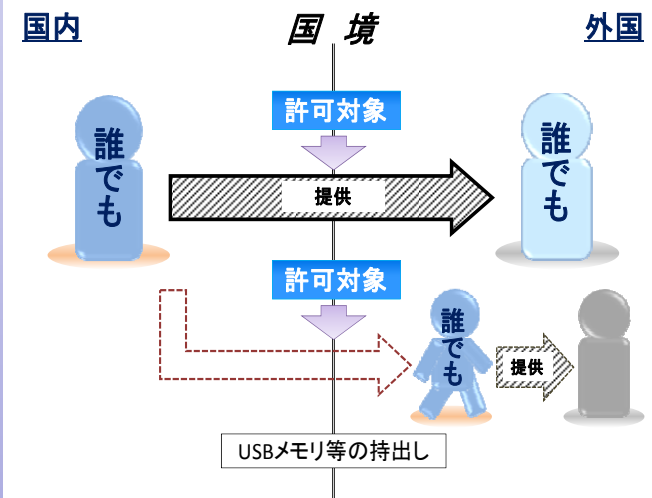 国内
国 境
外国
許可対象
誰でも
誰でも
提供
許可対象
誰でも
提供
USBメモリ等の持出し